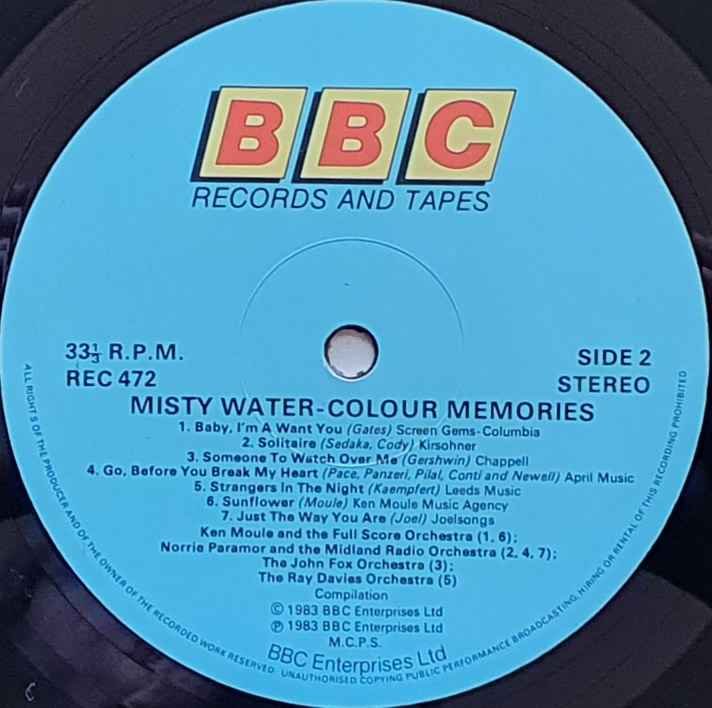 BBC
RECORDS AND TAPES
33⅓ R.P.M.
REC 472
SIDE 2
STEREO
MISTY WATER-COLOUR MEMORIES
1. Baby, I'm A Want You (Gates) Screen Gems-Columbia
2. Solitaire (Sedaka, Cody) Kirsohner
3. Someone To Watch Over Me (Gershwin) Chappell
4. Go, Before You Break My Heart (Pace, Panzeri, Pilat, Conti and Newell) April Music
5. Strangers In The Night (Kaempfert) Leeds Music
6. Sunflower (Moule) Ken Moule Music Agency
7. Just The Way You Are (Joel) Joelsongs
Ken Moule and the Full Score Orchestra (1, 6);
Norrie Paramor and the Midland Radio Orchestra (2, 4, 7);
The John Fox Orchestra (3);
The Ray Davies Orchestra (5)
Compilation
© 1983 BBC Enterprises Ltd
℗ 1983 BBC Enterprises Ltd
M.C.P.S.
BBC Enterprises Ltd
ALL RIGHTS OF THE PRODUCER AND OF THE OWNER OF THE RECORDED WORK RESERVED. UNAUTHORISED COPYING PUBLIC PERFORMANCE BROADCASTING, HIRING OR RENTAL OF THIS RECORDING PROHIBITED